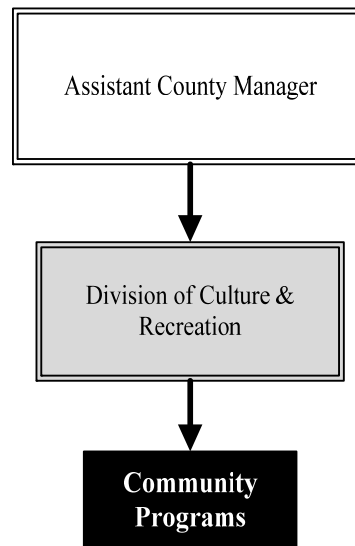 Assistant County Manager
Division of Culture &
Recreation
Community
Programs